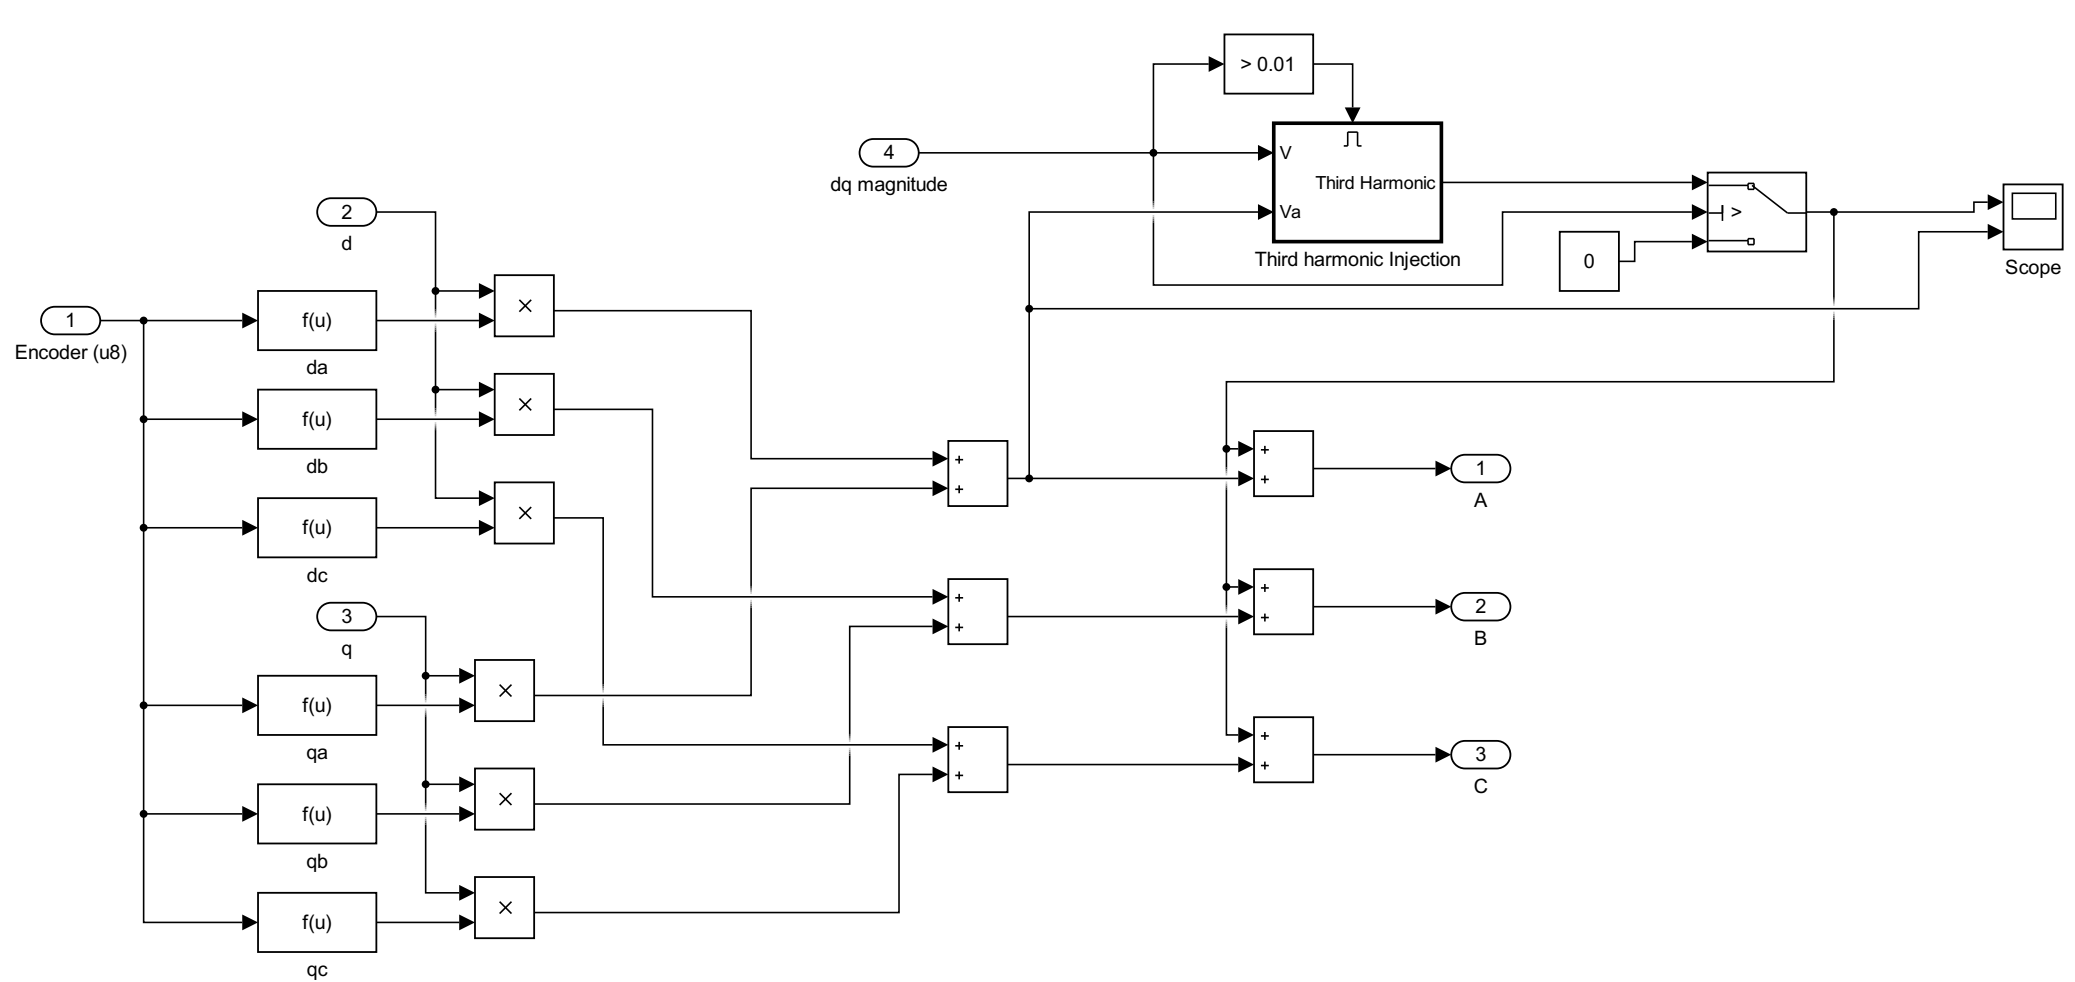 > 0.01
4
dq magnitude
V
Third Harmonic
Va
Third harmonic Injection
>
0
Scope
2
d
×
1
Encoder (u8)
f(u)
da
×
f(u)
db
×
f(u)
dc
3
q
×
f(u)
qa
×
f(u)
qb
×
f(u)
qc
+
+
+
+
+
+
+
+
1
A
+
+
2
B
+
+
3
C